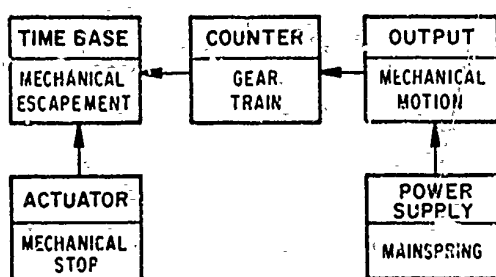 TIME BASE
MECHANICAL
ESCAPEMENT
COUNTER
GEAR
TRAIN
OUTPUT
MECHANICAL
MOTION
ACTUATOR
MECHANICAL
STOP
POWER
SUPPLY
MAINSPRING